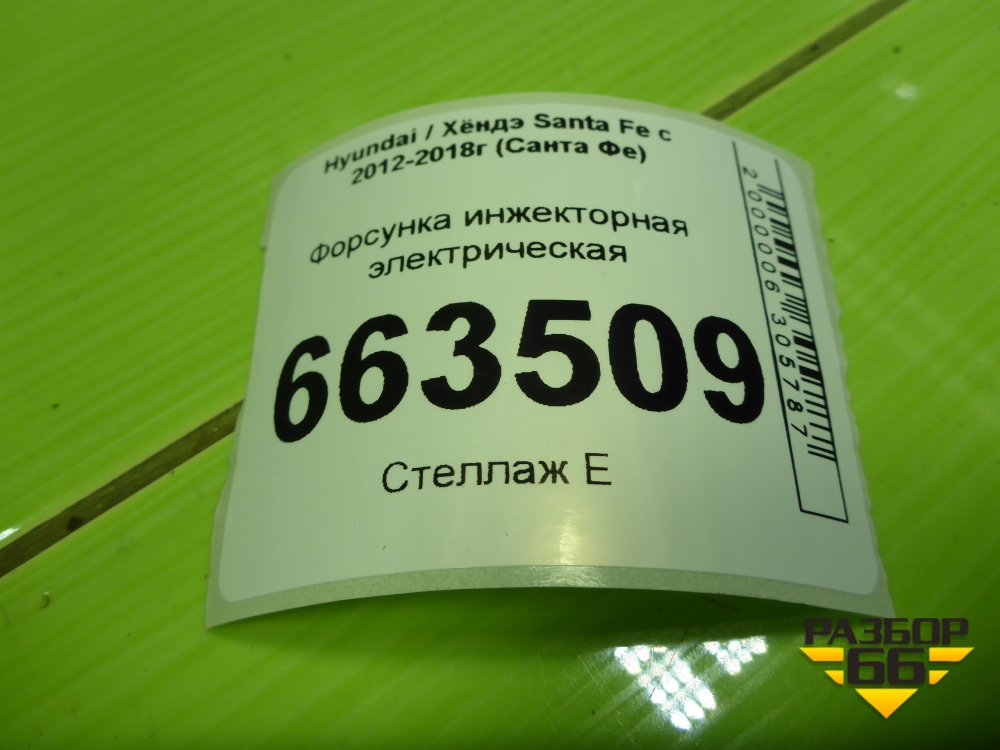 Hyundai / Хёндэ Santa Fe с
2012-2018г (Санта Фе)
Форсунка инжекторная
электрическая
663509
Стеллаж Е
2000006305787
РАЗБОР
66